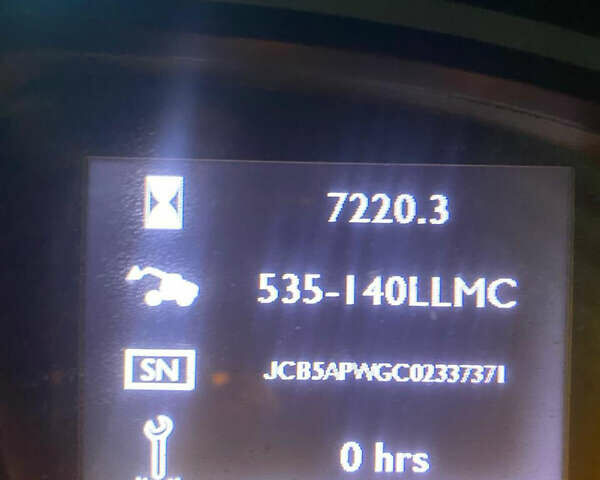 7220.3
535-140LLMC
SN JCB5APWGC02337371
0 hrs